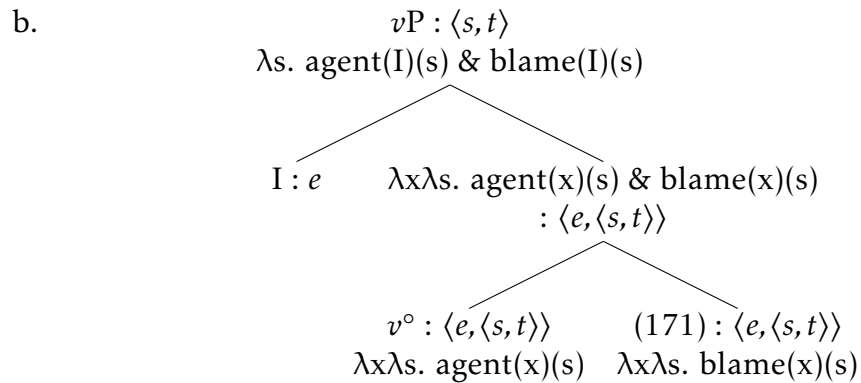 b. vP : ⟨s, t⟩
λs. agent(I)(s) & blame(I)(s)
I : e λxλs. agent(x)(s) & blame(x)(s)
: ⟨e,⟨s, t⟩⟩
v° : ⟨e,⟨s, t⟩⟩ (171) : ⟨e,⟨s, t⟩⟩
λxλs. agent(x)(s) λxλs. blame(x)(s)